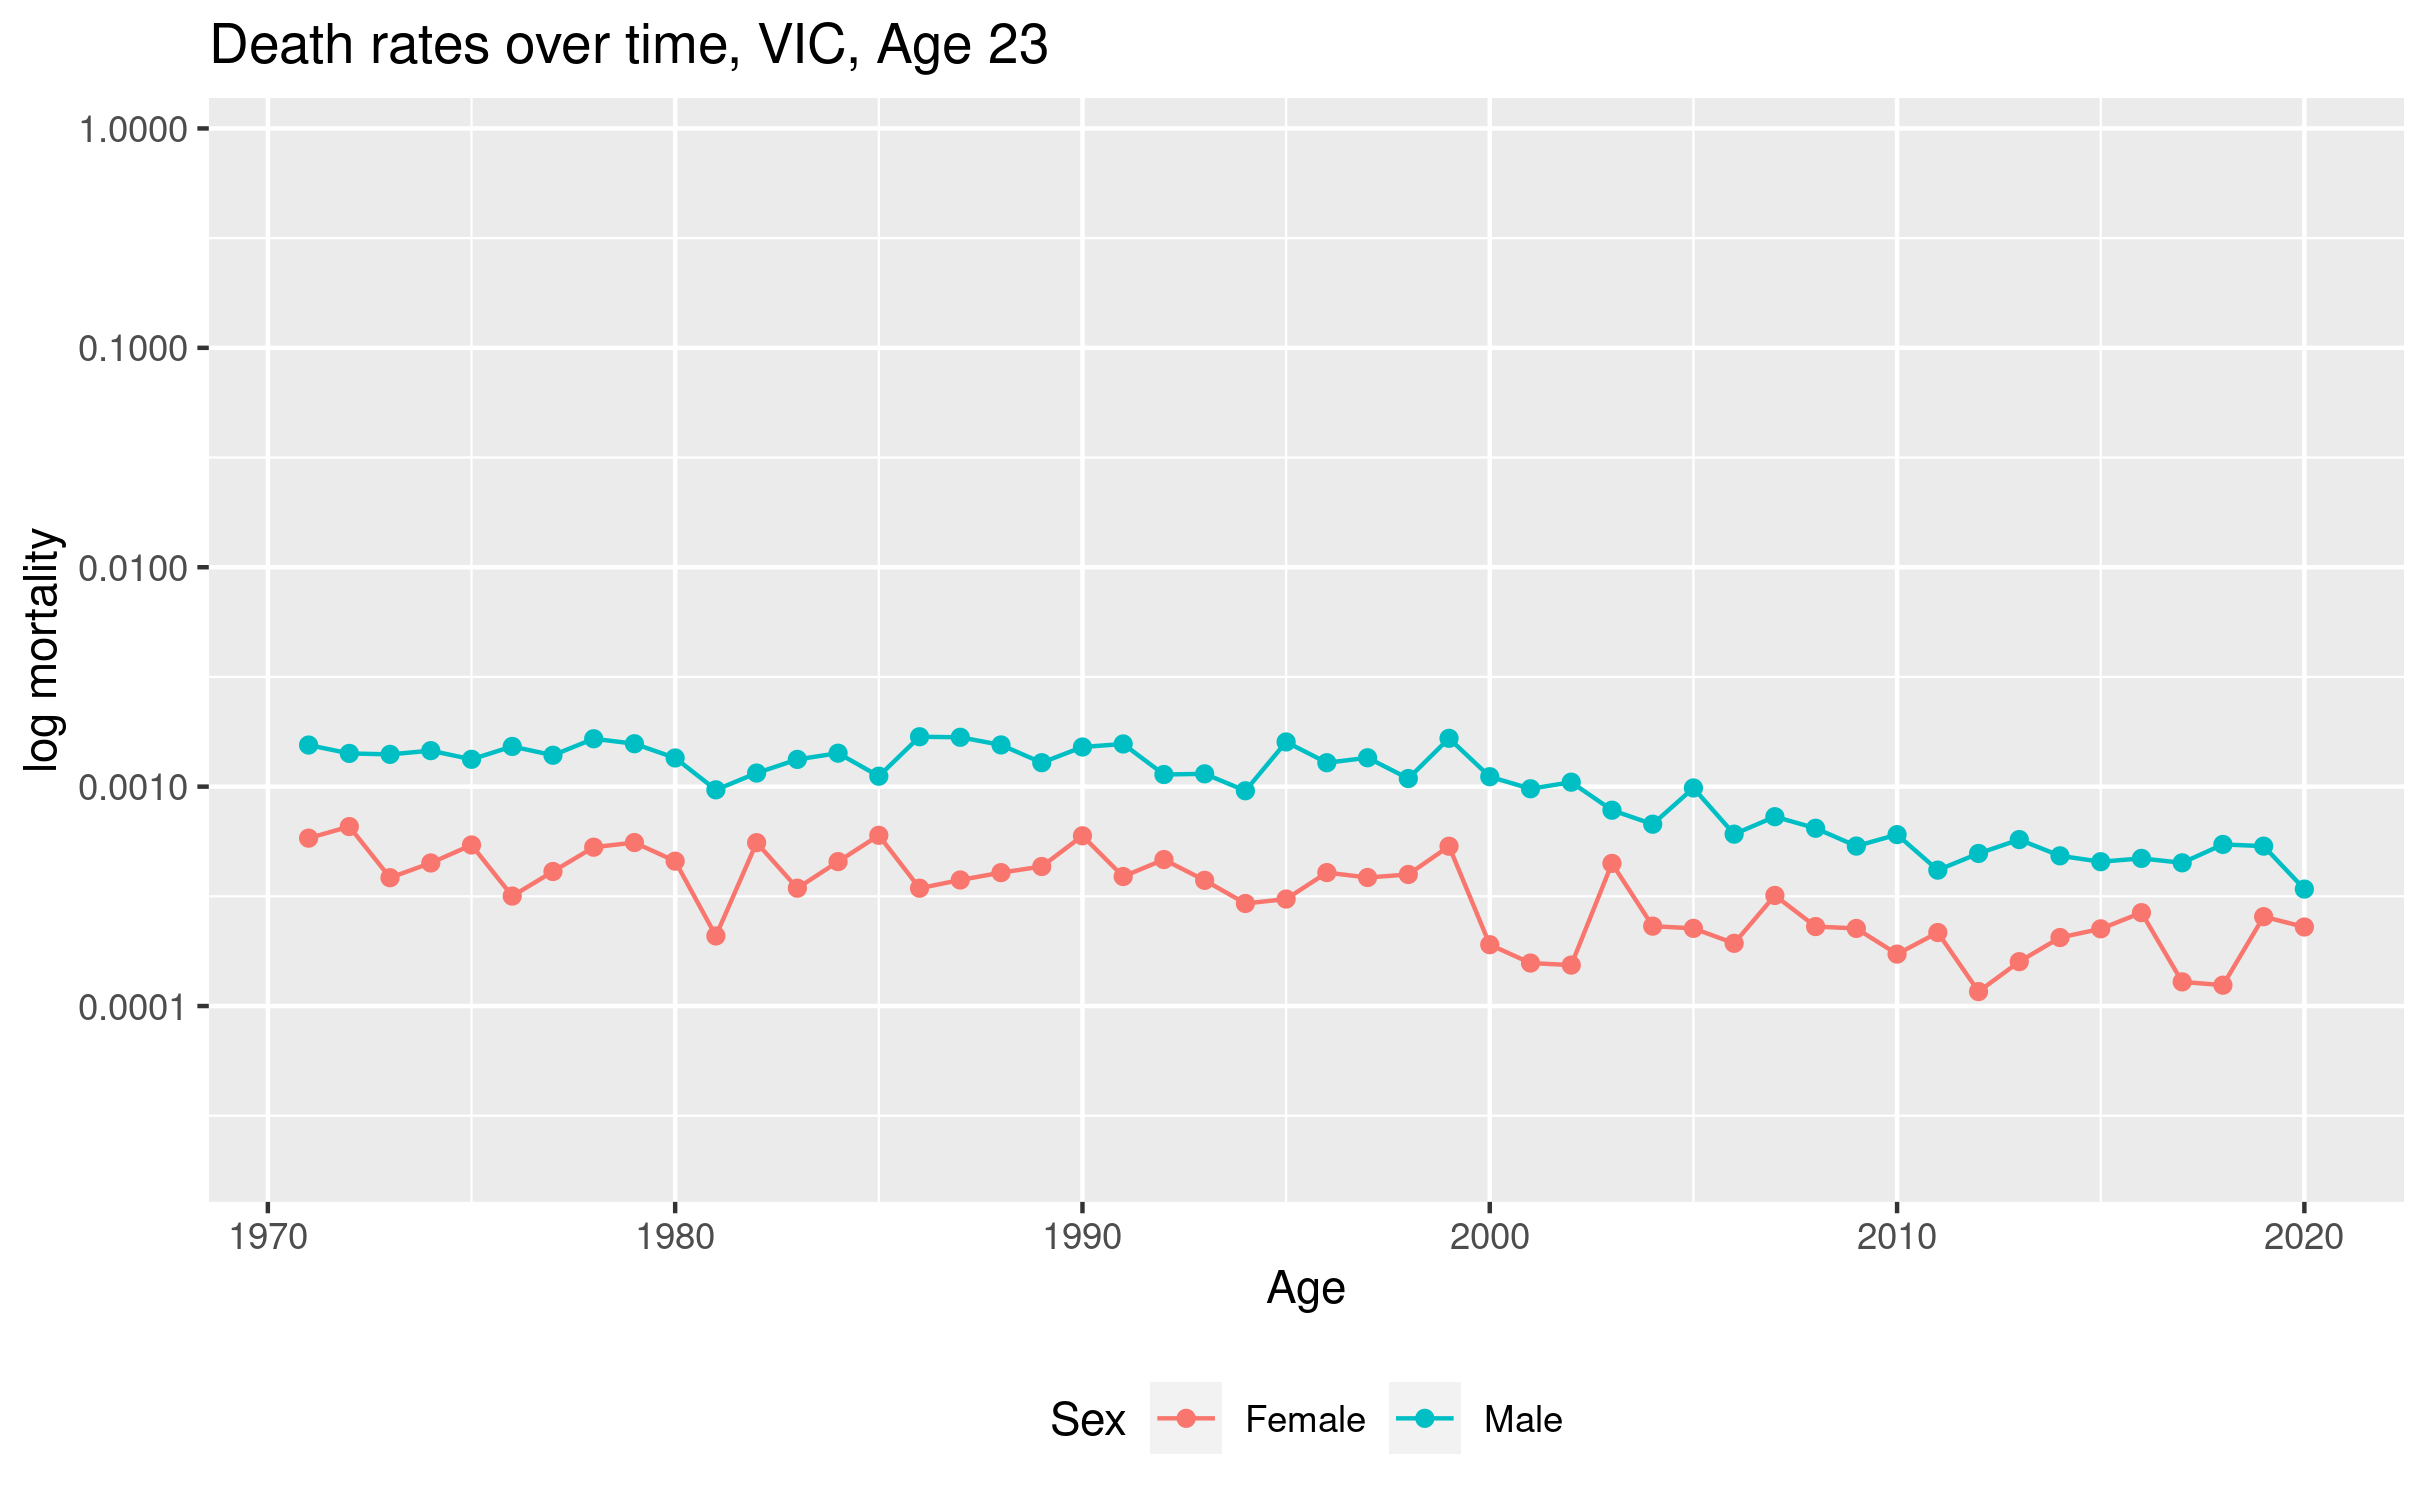 Death rates over time, VIC, Age 23
log mortality
1.0000
0.1000
0.0100
0.0010
0.0001
1970 1980 1990 2000 2010 2020
Age
Sex Female Male